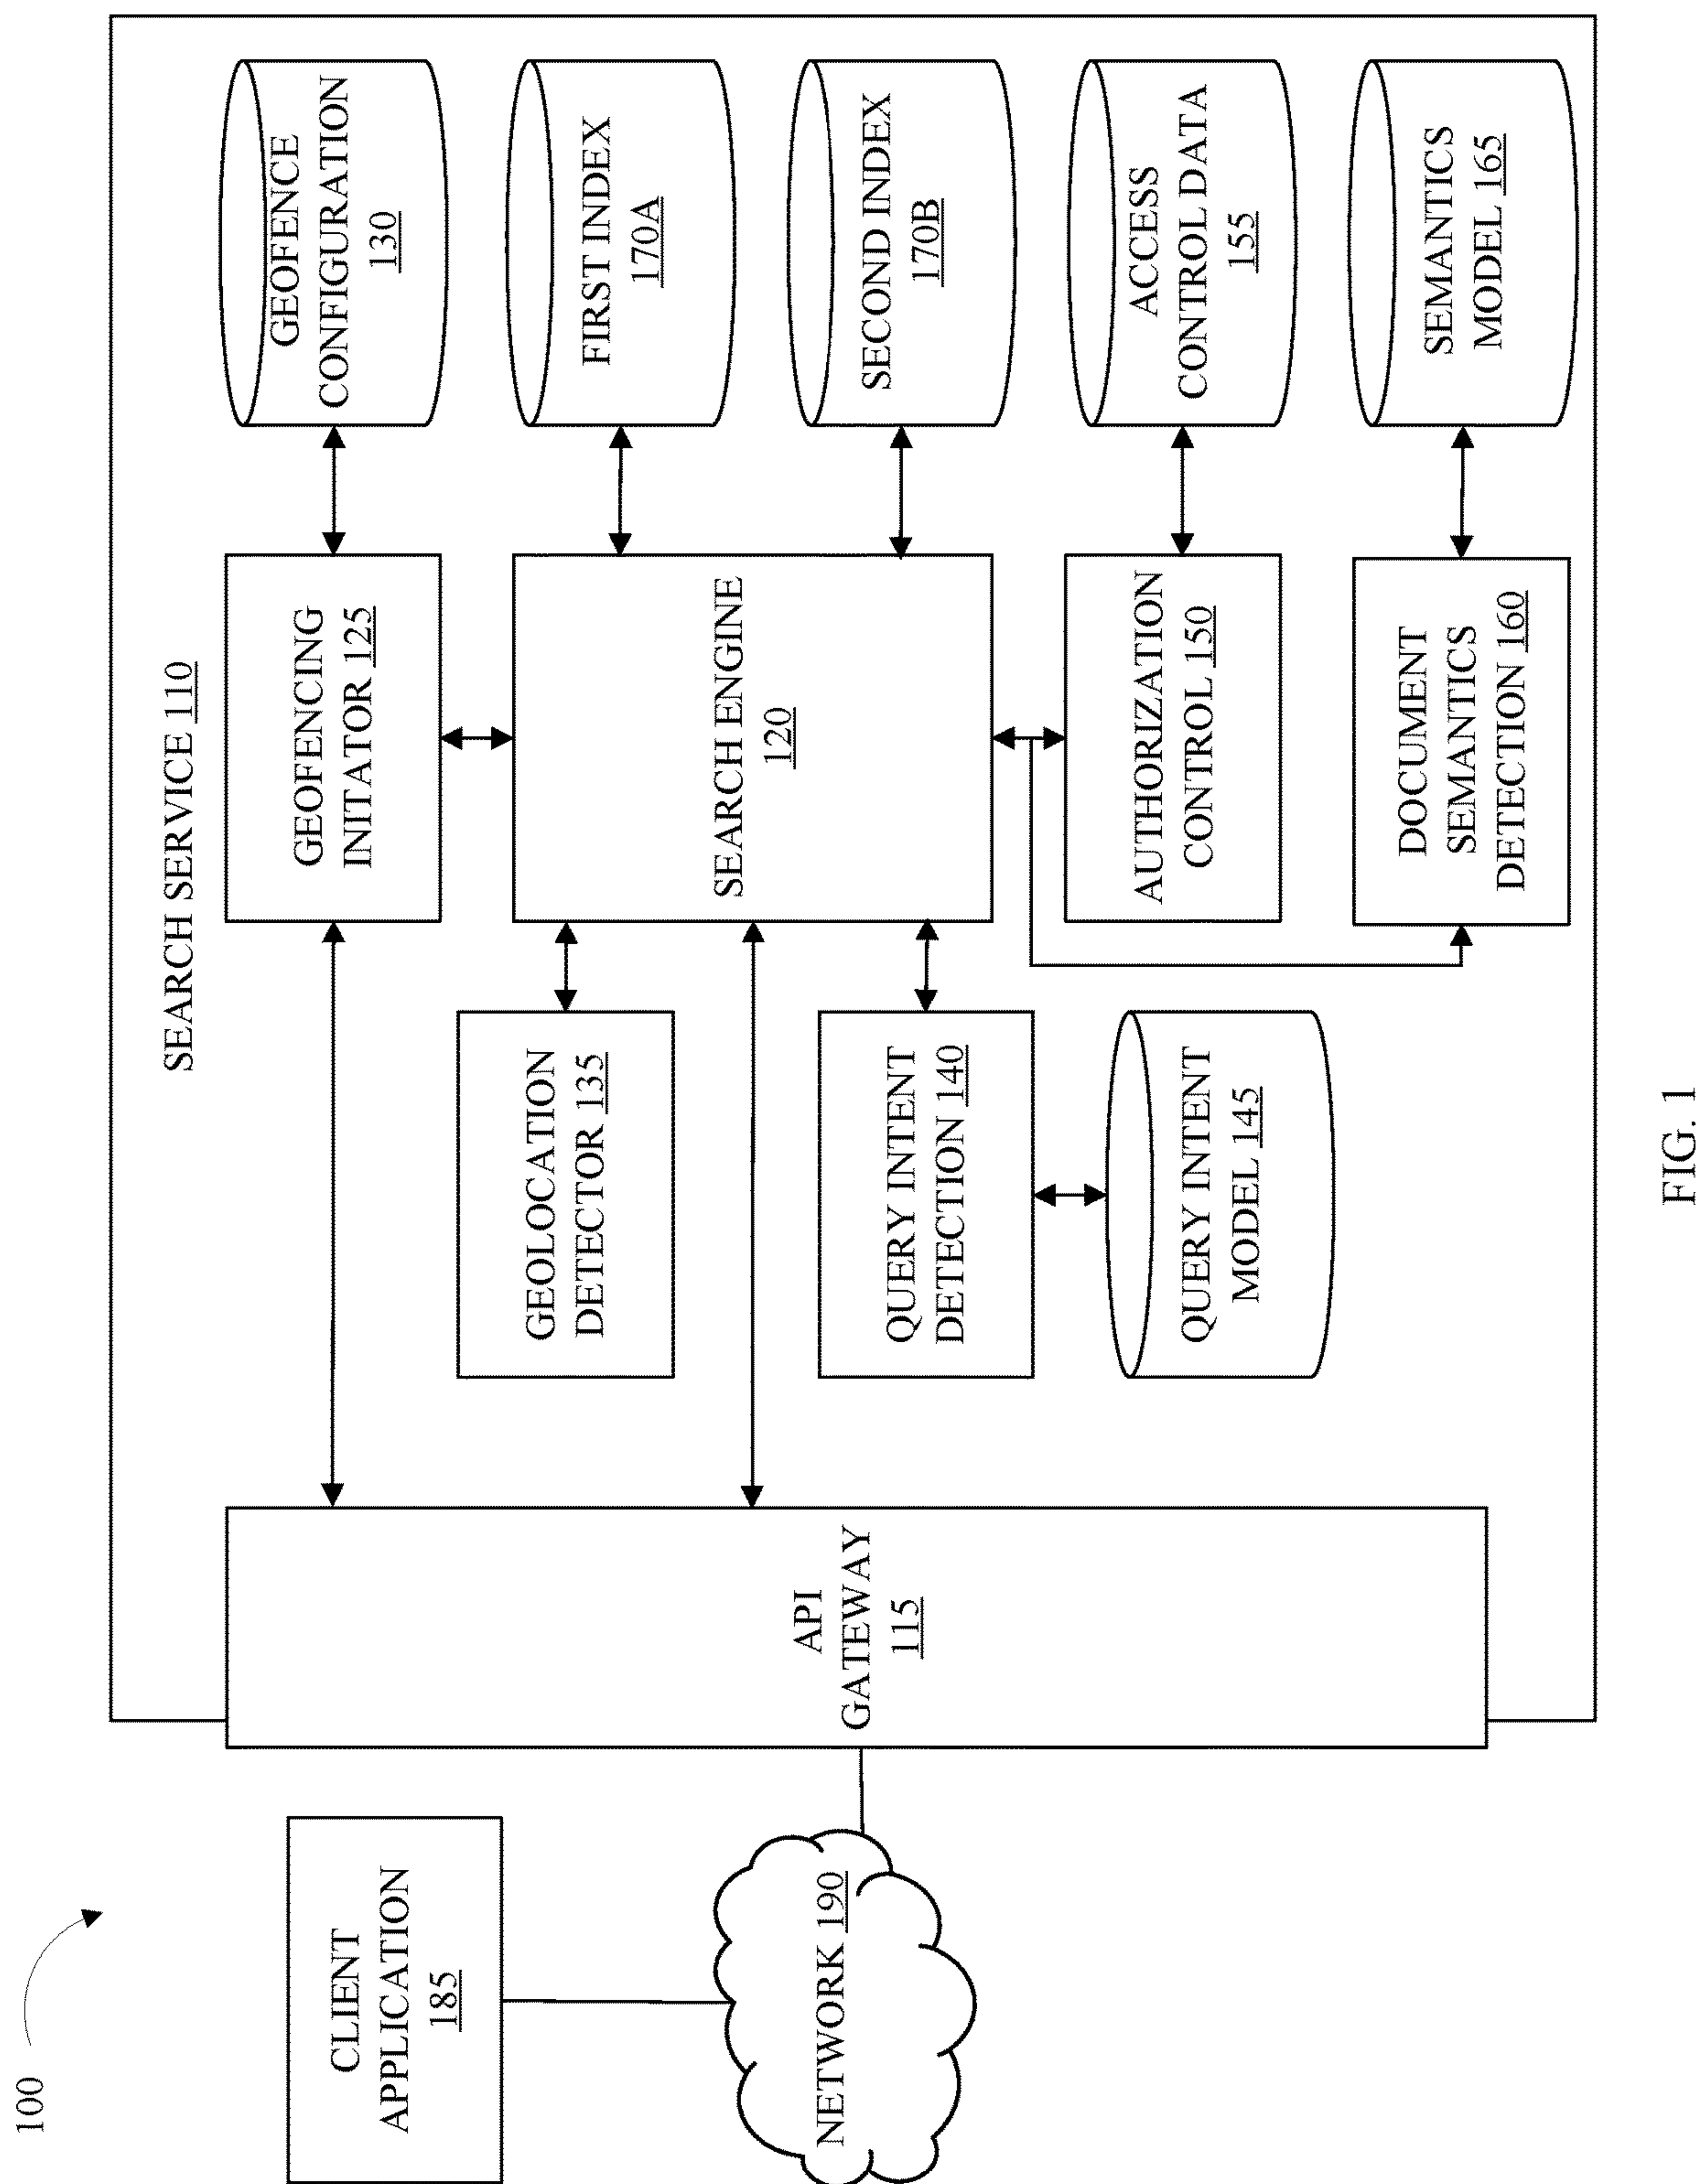 100
SEARCH SERVICE 110
CLIENT
APPLICATION
185
NETWORK 190
API
GATEWAY
115
GEOLOCATION
DETECTOR 135
QUERY INTENT
DETECTION 140
QUERY INTENT
MODEL 145
GEOFENCING
INITATOR 125
SEARCH ENGINE
120
AUTHORIZATION
CONTROL 150
DOCUMENT
SEMANTICS
DETECTION 160
GEOFENCE
CONFIGURATION
130
FIRST INDEX
170A
SECOND INDEX
170B
ACCESS
CONTROL DATA
155
SEMANTICS
MODEL 165
FIG. 1